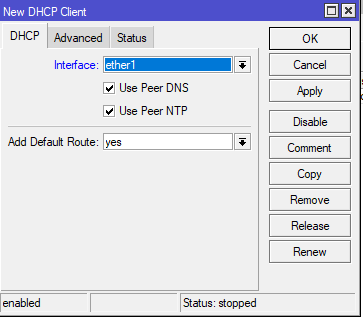 New DHCP Client
DHCP Advanced Status
Interface: ether1
Use Peer DNS
Use Peer NTP
Add Default Route: yes
OK
Cancel
Apply
Disable
Comment
Copy
Remove
Release
Renew
enabled Status: stopped